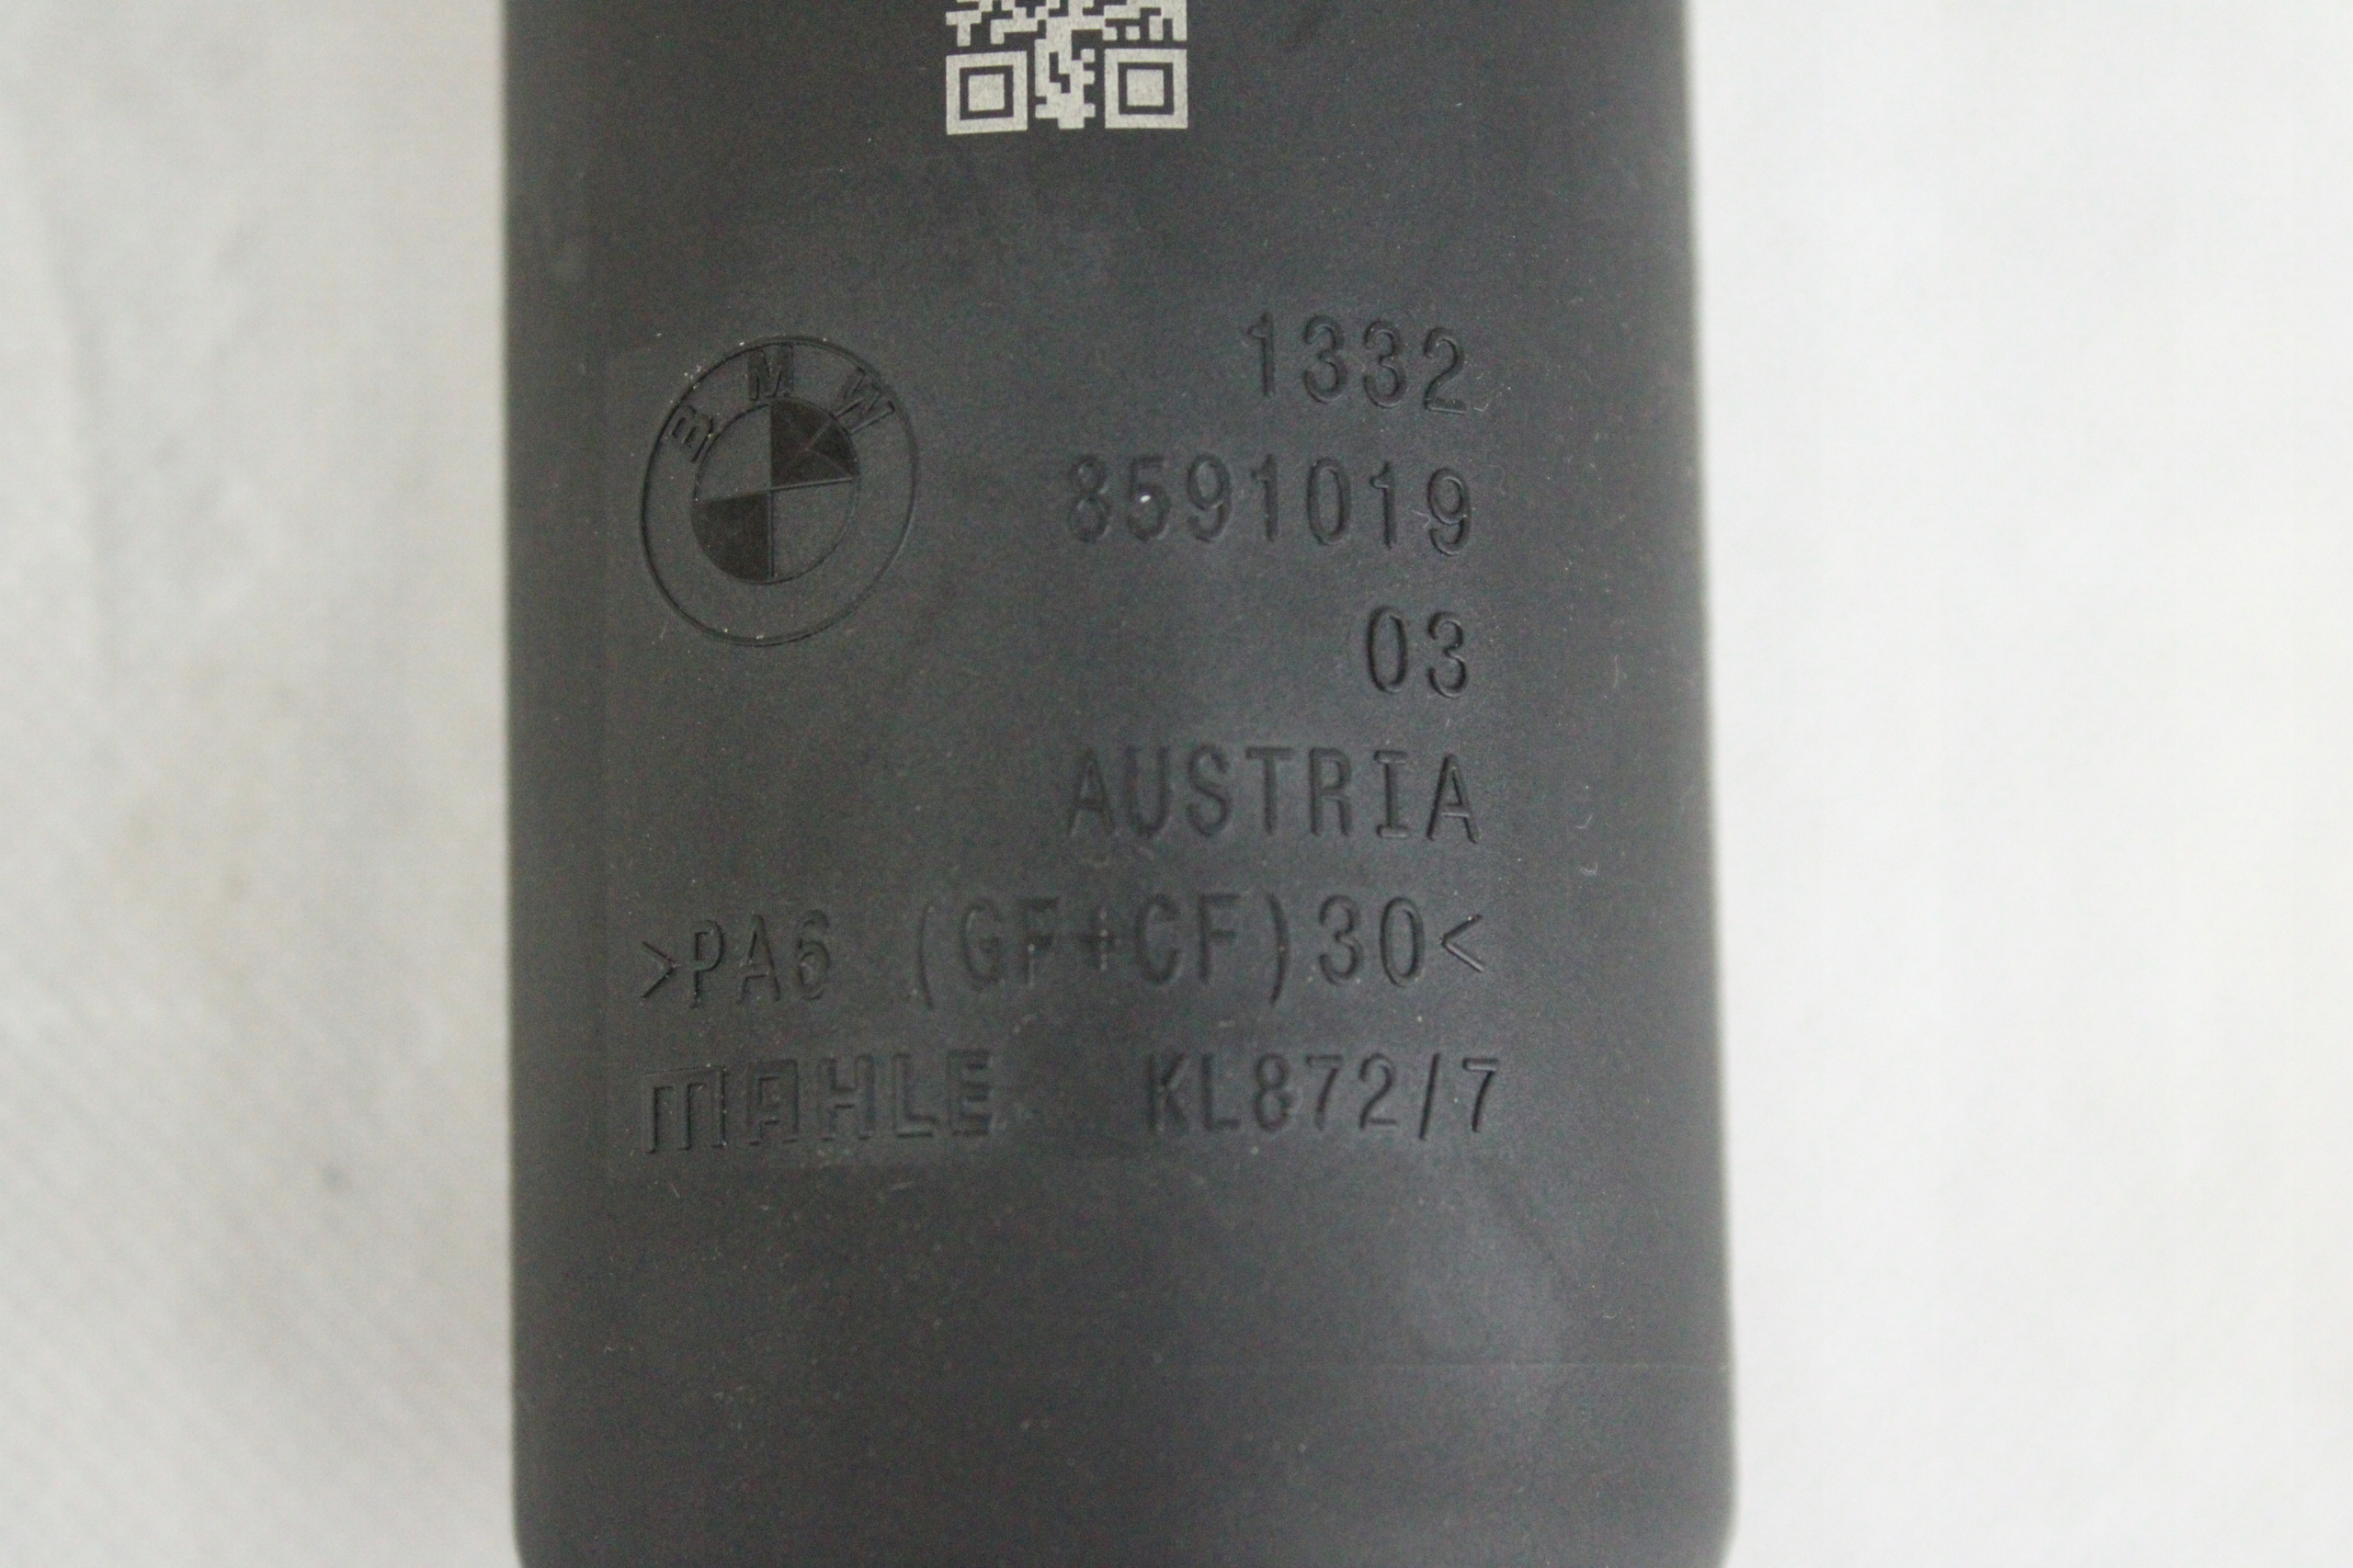 BMW
1332
8591019
03
AUSTRIA
>PA6 (GF+CF)30<
MAHLE KL872/7